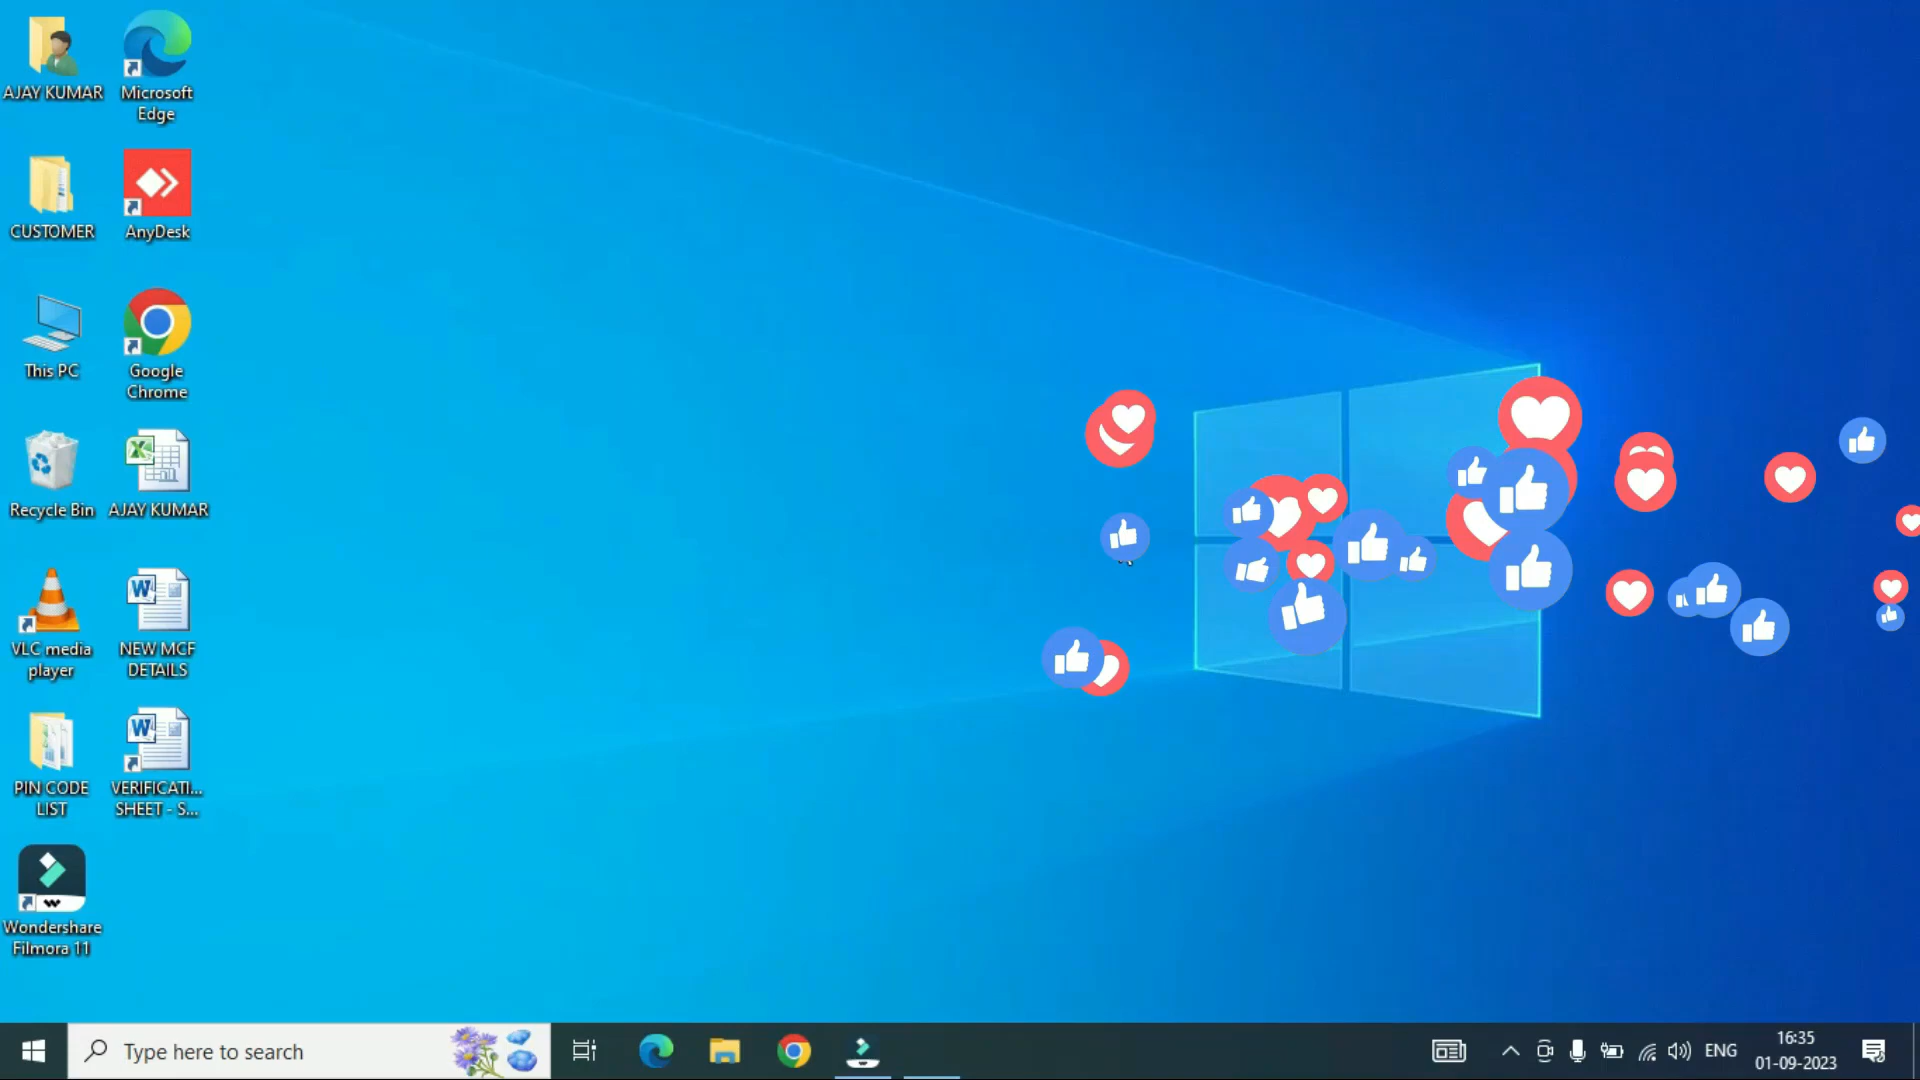 AJAY KUMAR
Microsoft
Edge
CUSTOMER
AnyDesk
This PC
Google
Chrome
Recycle Bin
AJAY KUMAR
VLC media
player
NEW MCF
DETAILS
PIN CODE
LIST
VERIFICATI...
SHEET - S...
Wondershare
Filmora 11
Type here to search
ENG
16:35
01-09-2023